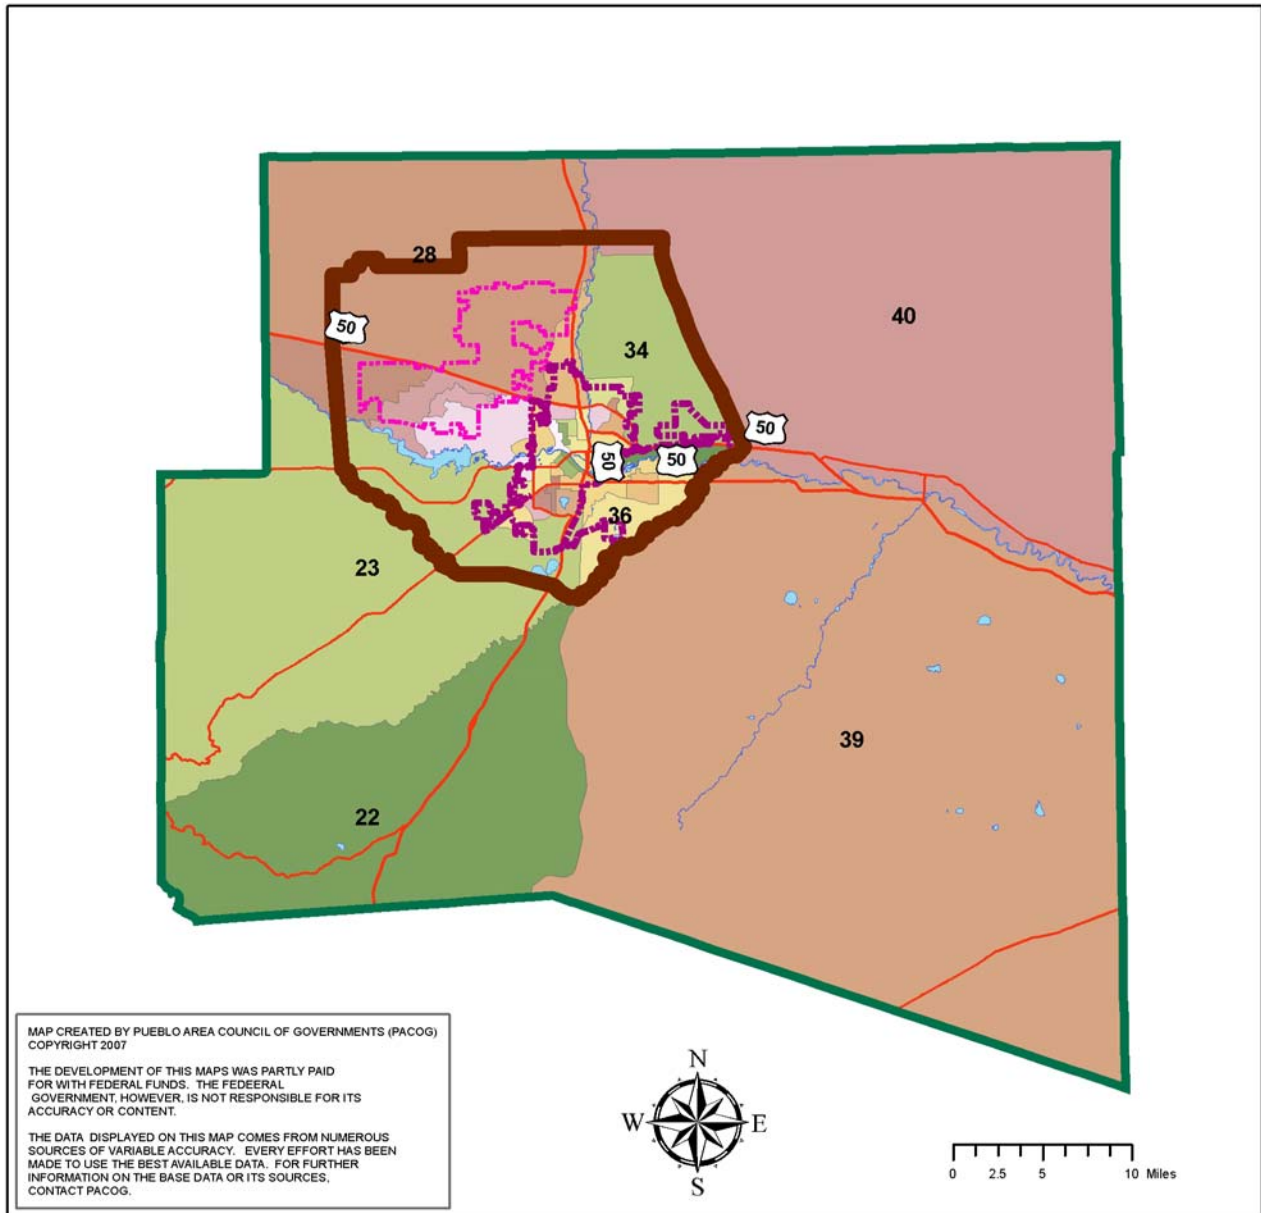 28
50
40
34
50
50
50
36
23
39
22
MAP CREATED BY PUEBLO AREA COUNCIL OF GOVERNMENTS (PACOG)
COPYRIGHT 2007
THE DEVELOPMENT OF THIS MAPS WAS PARTLY PAID
FOR WITH FEDERAL FUNDS. THE FEDEERAL
GOVERNMENT, HOWEVER, IS NOT RESPONSIBLE FOR ITS
ACCURACY OR CONTENT.
THE DATA DISPLAYED ON THIS MAP COMES FROM NUMEROUS
SOURCES OF VARIABLE ACCURACY. EVERY EFFORT HAS BEEN
MADE TO USE THE BEST AVAILABLE DATA. FOR FURTHER
INFORMATION ON THE BASE DATA OR ITS SOURCES,
CONTACT PACOG.
N
W E
S
0 2.5 5 10 Miles